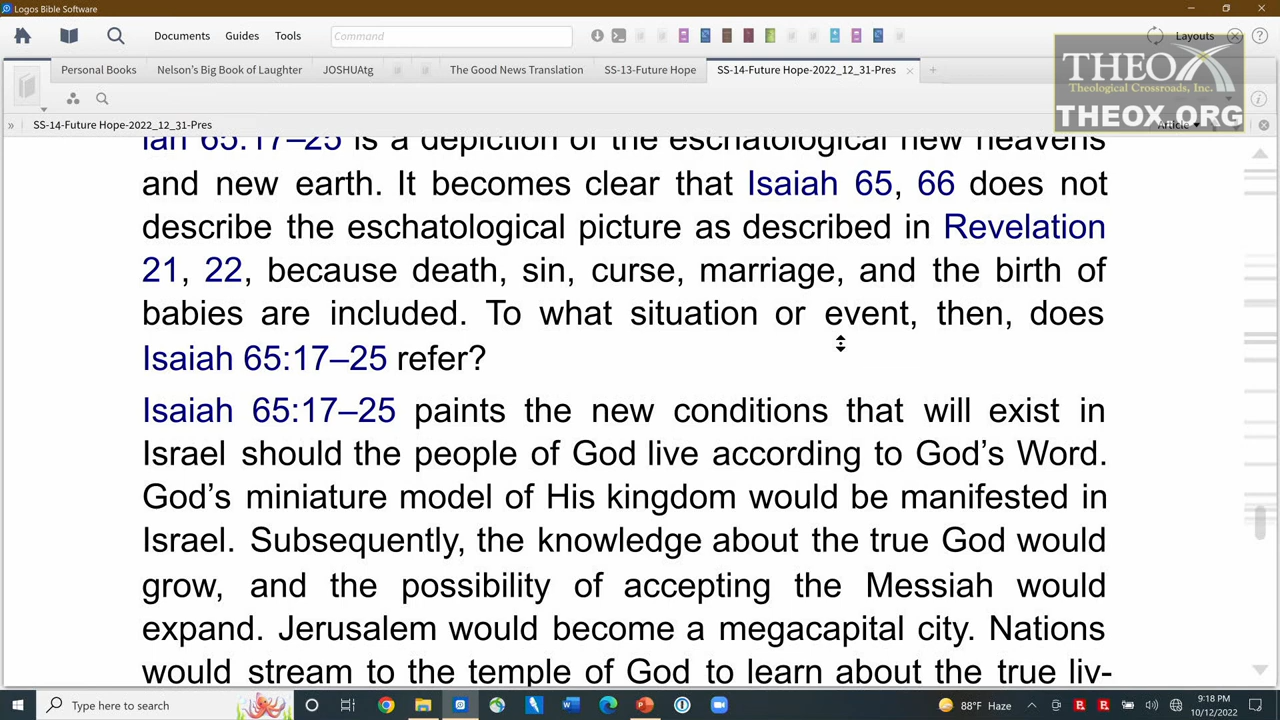 Logos Bible Software
Documents Guides Tools Command Layouts
Personal Books Nelson's Big Book of Luaghter JOSHUAtg The Good News Translation SS-13-Future Hope SS-14-Future Hope-2022_12_31-Pres
THEOX
Theological Crossroads, Inc.
THEOX.ORG
» SS-14-Future Hope-2022_12_31-Pres Article
iah 65:17–25 is a depiction of the eschatological new heavens
and new earth. It becomes clear that Isaiah 65, 66 does not
describe the eschatological picture as described in Revelation
21, 22, because death, sin, curse, marriage, and the birth of
babies are included. To what situation or event, then, does
Isaiah 65:17–25 refer?
Isaiah 65:17–25 paints the new conditions that will exist in
Israel should the people of God live according to God’s Word.
God’s miniature model of His kingdom would be manifested in
Israel. Subsequently, the knowledge about the true God would
grow, and the possibility of accepting the Messiah would
expand. Jerusalem would become a megacapital city. Nations
would stream to the temple of God to learn about the true liv-
Type here to search
88°F Haze
9:18 PM
10/12/2022